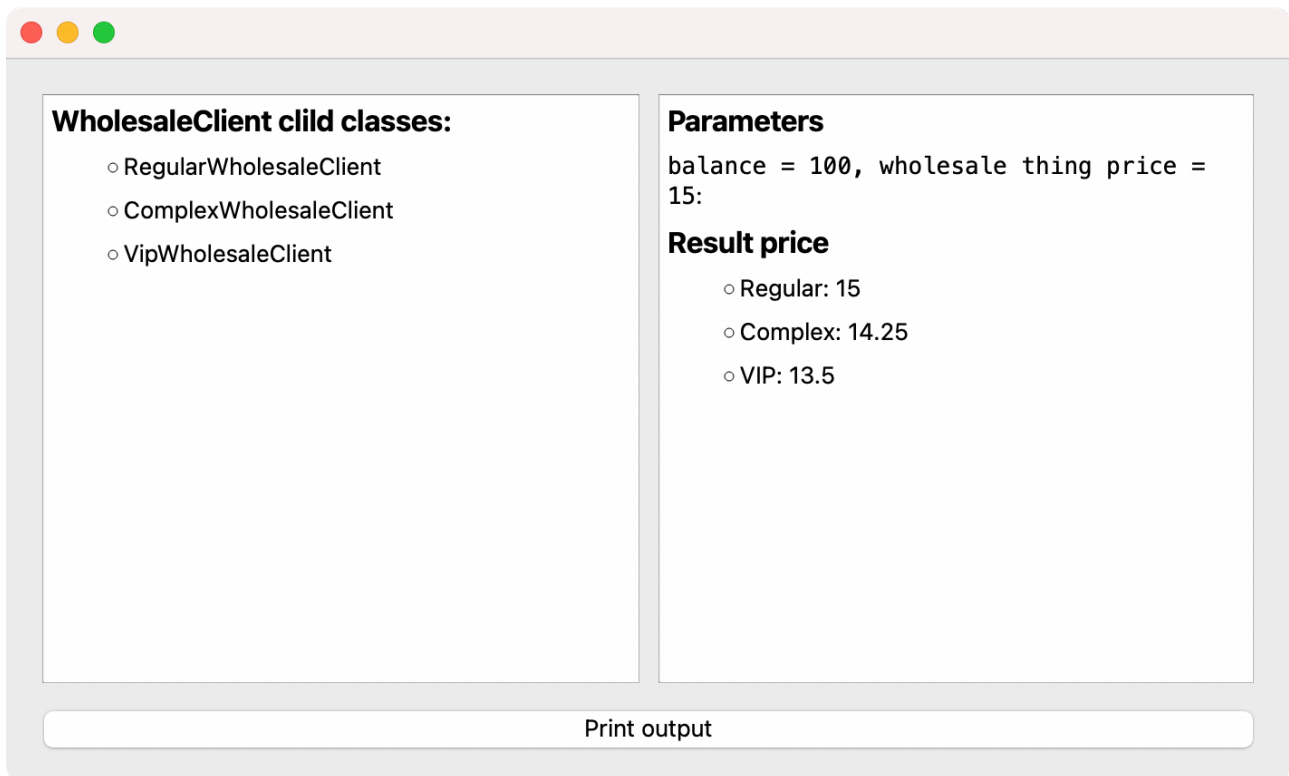 WholesaleClient clild classes:
RegularWholesaleClient
ComplexWholesaleClient
VipWholesaleClient
Parameters
balance = 100, wholesale thing price =
15:
Result price
Regular: 15
Complex: 14.25
VIP: 13.5
Print output